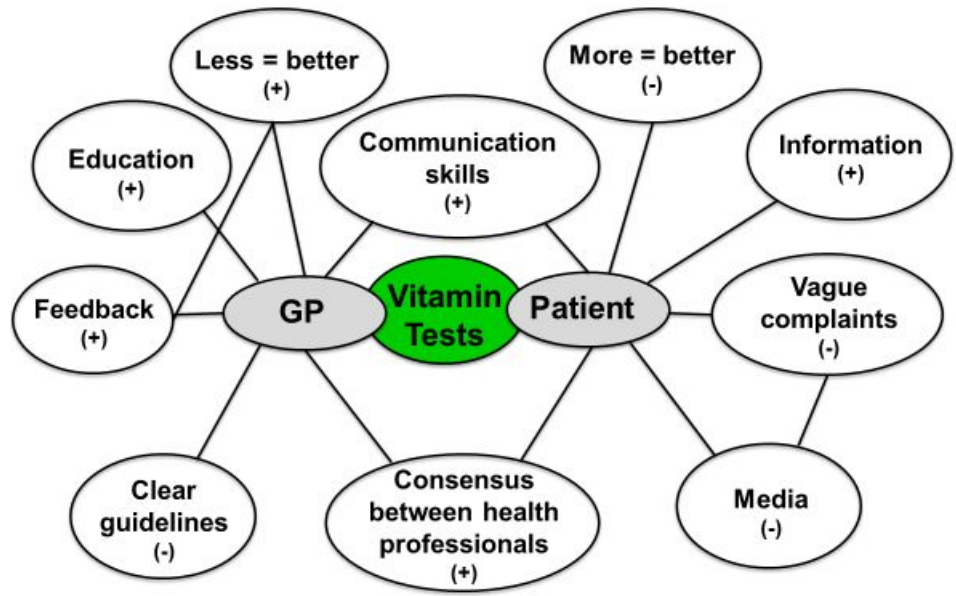 Less = better
(+)
More = better
(-)
Education
(+)
Communication
skills
(+)
Information
(+)
Feedback
(+)
GP
Vitamin
Tests
Patient
Vague
complaints
(-)
Clear
guidelines
(-)
Consensus
between health
professionals
(+)
Media
(-)